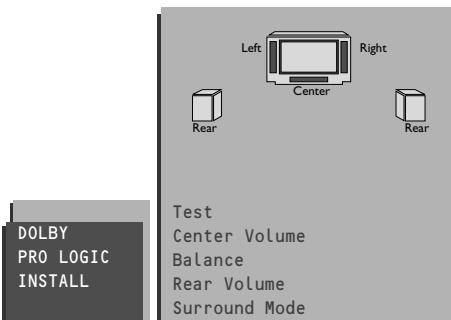 Left Right
Center
Rear Rear
DOLBY
PRO LOGIC
INSTALL
Test
Center Volume
Balance
Rear Volume
Surround Mode